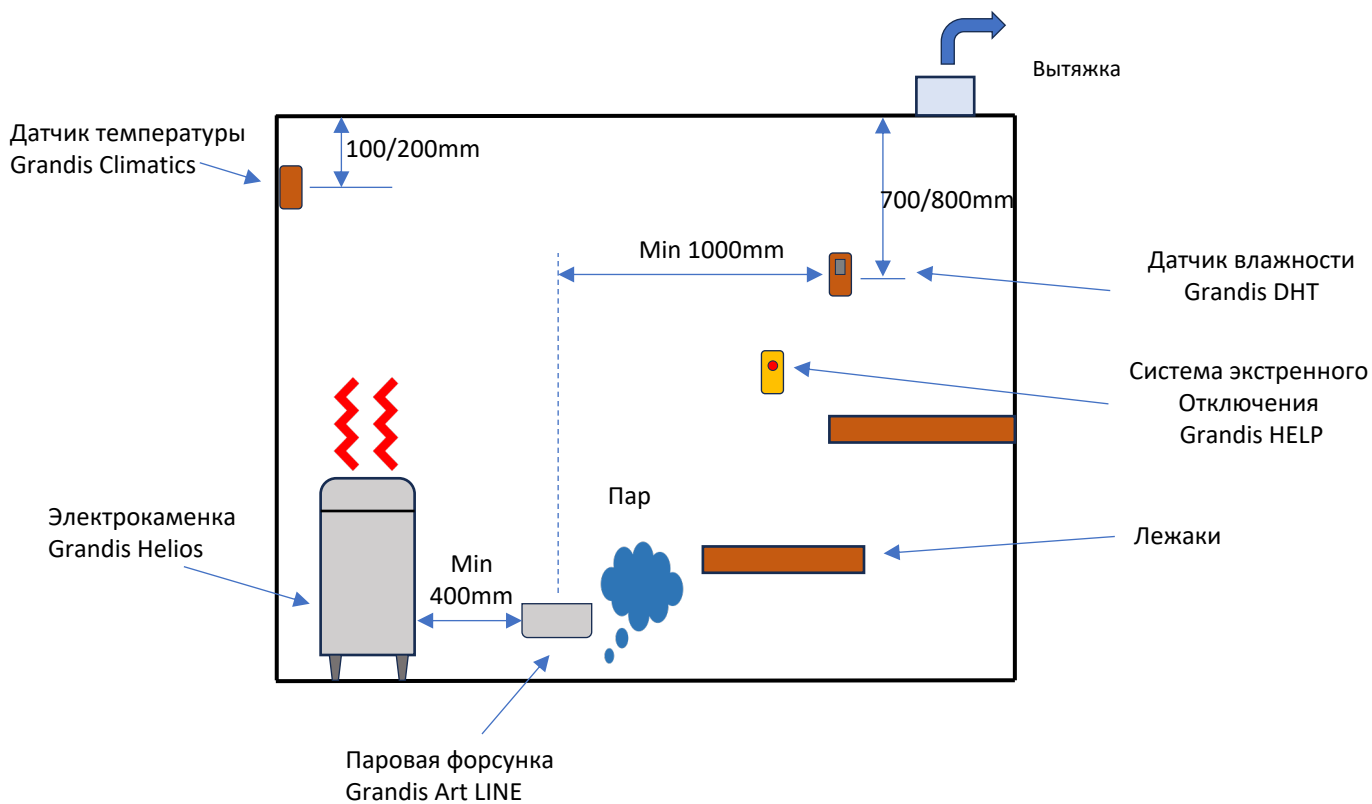 Вытяжка
Датчик температуры
Grandis Climatics
100/200mm
700/800mm
Min 1000mm
Датчик влажности
Grandis DHT
Система экстренного
Отключения
Grandis HELP
Пар
Электрокаменка
Grandis Helios
Лежаки
Min
400mm
Паровая форсунка
Grandis Art LINE